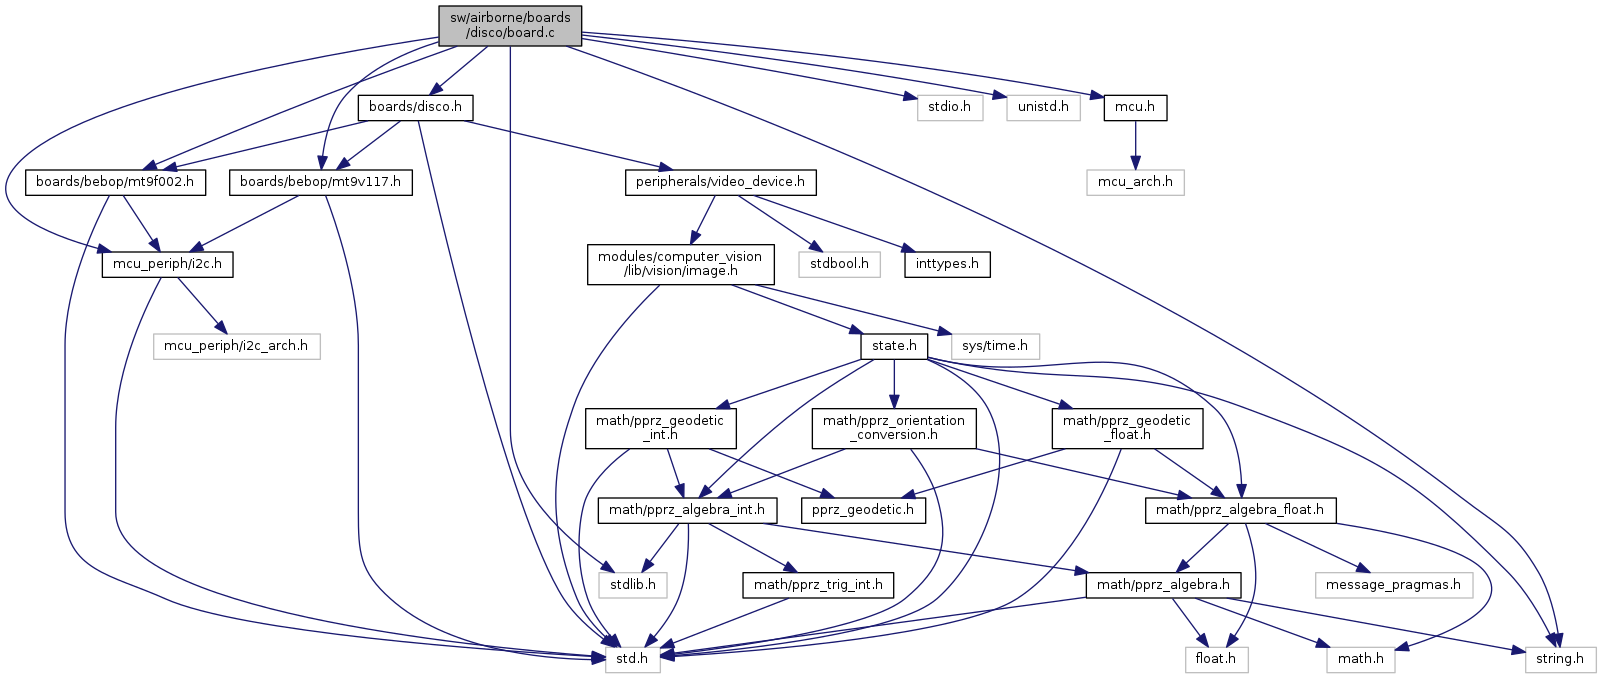 sw/airborne/boards
/disco/board.c
boards/disco.h
stdio.h
unistd.h
mcu.h
boards/bebop/mt9f002.h
boards/bebop/mt9v117.h
peripherals/video_device.h
mcu_arch.h
mcu_periph/i2c.h
modules/computer_vision
/lib/vision/image.h
stdbool.h
inttypes.h
mcu_periph/i2c_arch.h
state.h
sys/time.h
math/pprz_geodetic
_int.h
math/pprz_orientation
_conversion.h
math/pprz_geodetic
_float.h
math/pprz_algebra_int.h
pprz_geodetic.h
math/pprz_algebra_float.h
stdlib.h
math/pprz_trig_int.h
math/pprz_algebra.h
message_pragmas.h
std.h
float.h
math.h
string.h